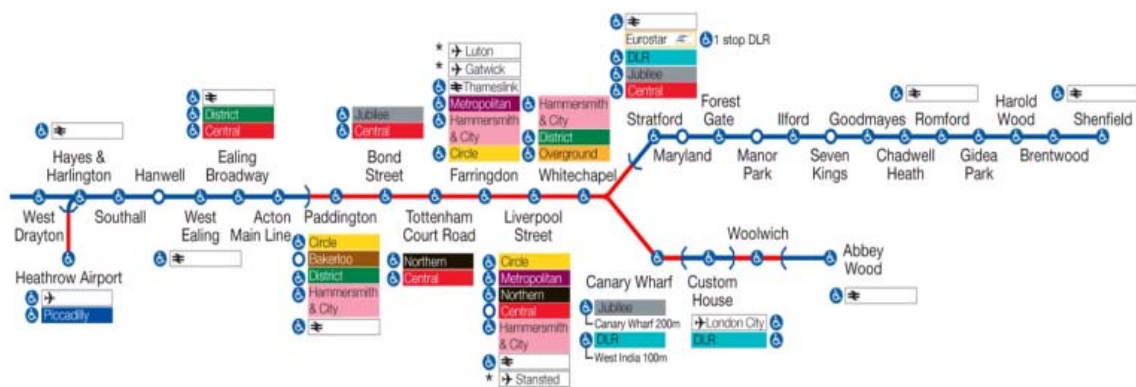 * Luton
* Gatwick
Thameslink
Metropolitan
Hammersmith
& City
Circle
Hammersmith
& City
District
Overground
Eurostar
1 stop DLR
DLR
Jubilee
Central
District
Central
Jubilee
Central
Hayes &
Harlington
Hanwell
Ealing
Broadway
Bond
Street
Farringdon
Whitechapel
Stratford
Forest
Gate
Ilford
Goodmayes
Romford
Harold
Wood
Shenfield
Maryland
Manor
Park
Seven
Kings
Chadwell
Heath
Gidea
Park
Brentwood
West
Drayton
Southall
West
Ealing
Acton
Main Line
Paddington
Tottenham
Court Road
Liverpool
Street
Woolwich
Abbey
Wood
Heathrow Airport
Piccadilly
Circle
Bakerloo
District
Hammersmith
& City
Northern
Central
Circle
Metropolitan
Northern
Central
Hammersmith
& City
* Stansted
Canary Wharf
Jubilee
Canary Wharf 200m
DLR
West India 100m
Custom
House
London City
DLR